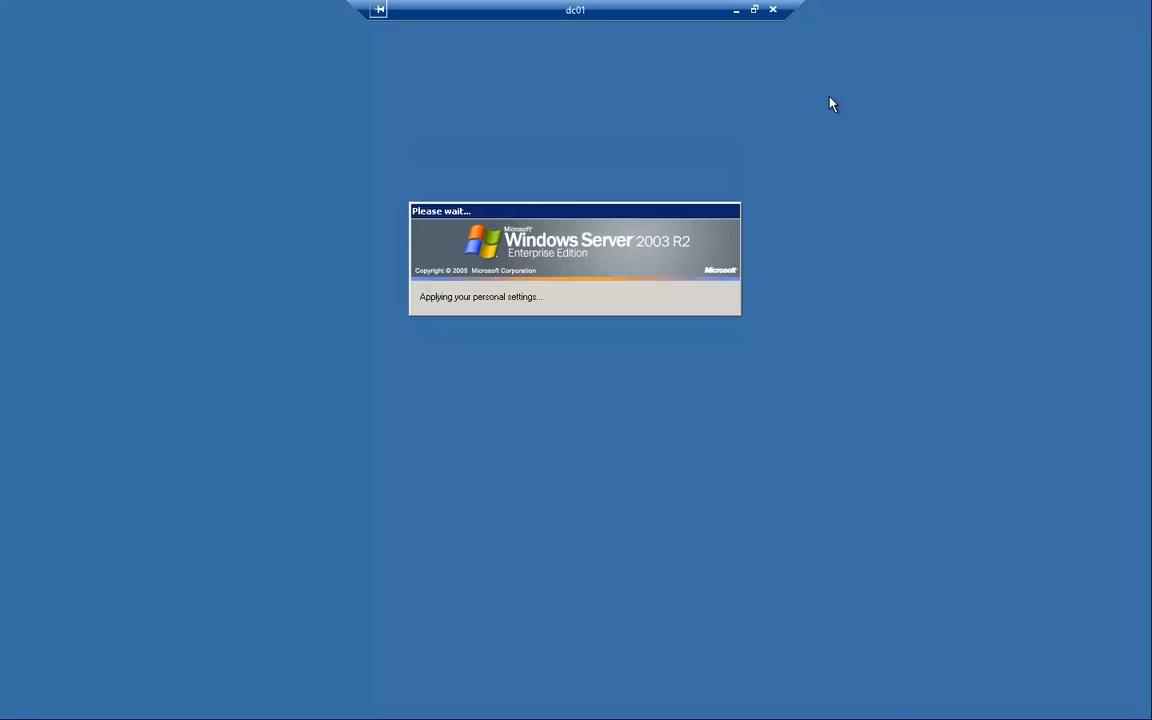 dc01
Please wait...
Microsoft
Windows Server 2003 R2
Enterprise Edition
Copyright © 2005 Microsoft Corporation
Microsoft
Applying your personal settings...